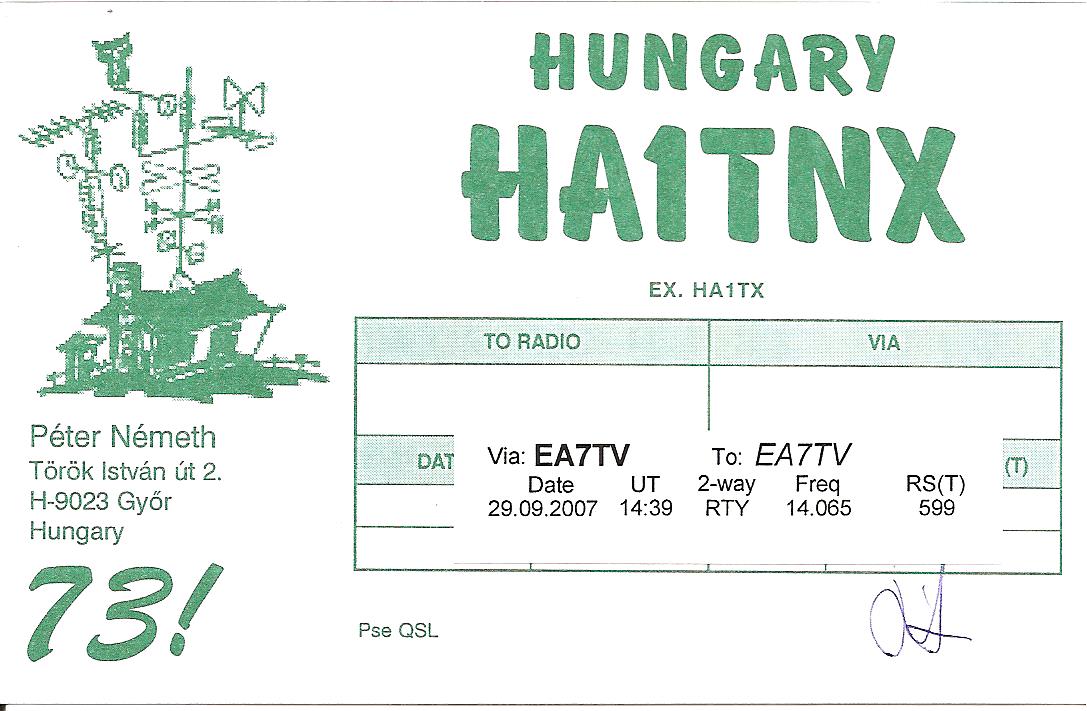 HUNGARY
HA1TNX
EX. HA1TX
TO RADIO VIA
DAT (T)
Via: EA7TV To: EA7TV
Date UT 2-way Freq RS(T)
29.09.2007 14:39 RTY 14.065 599
Péter Németh
Török István út 2.
H-9023 Győr
Hungary
73!
Pse QSL